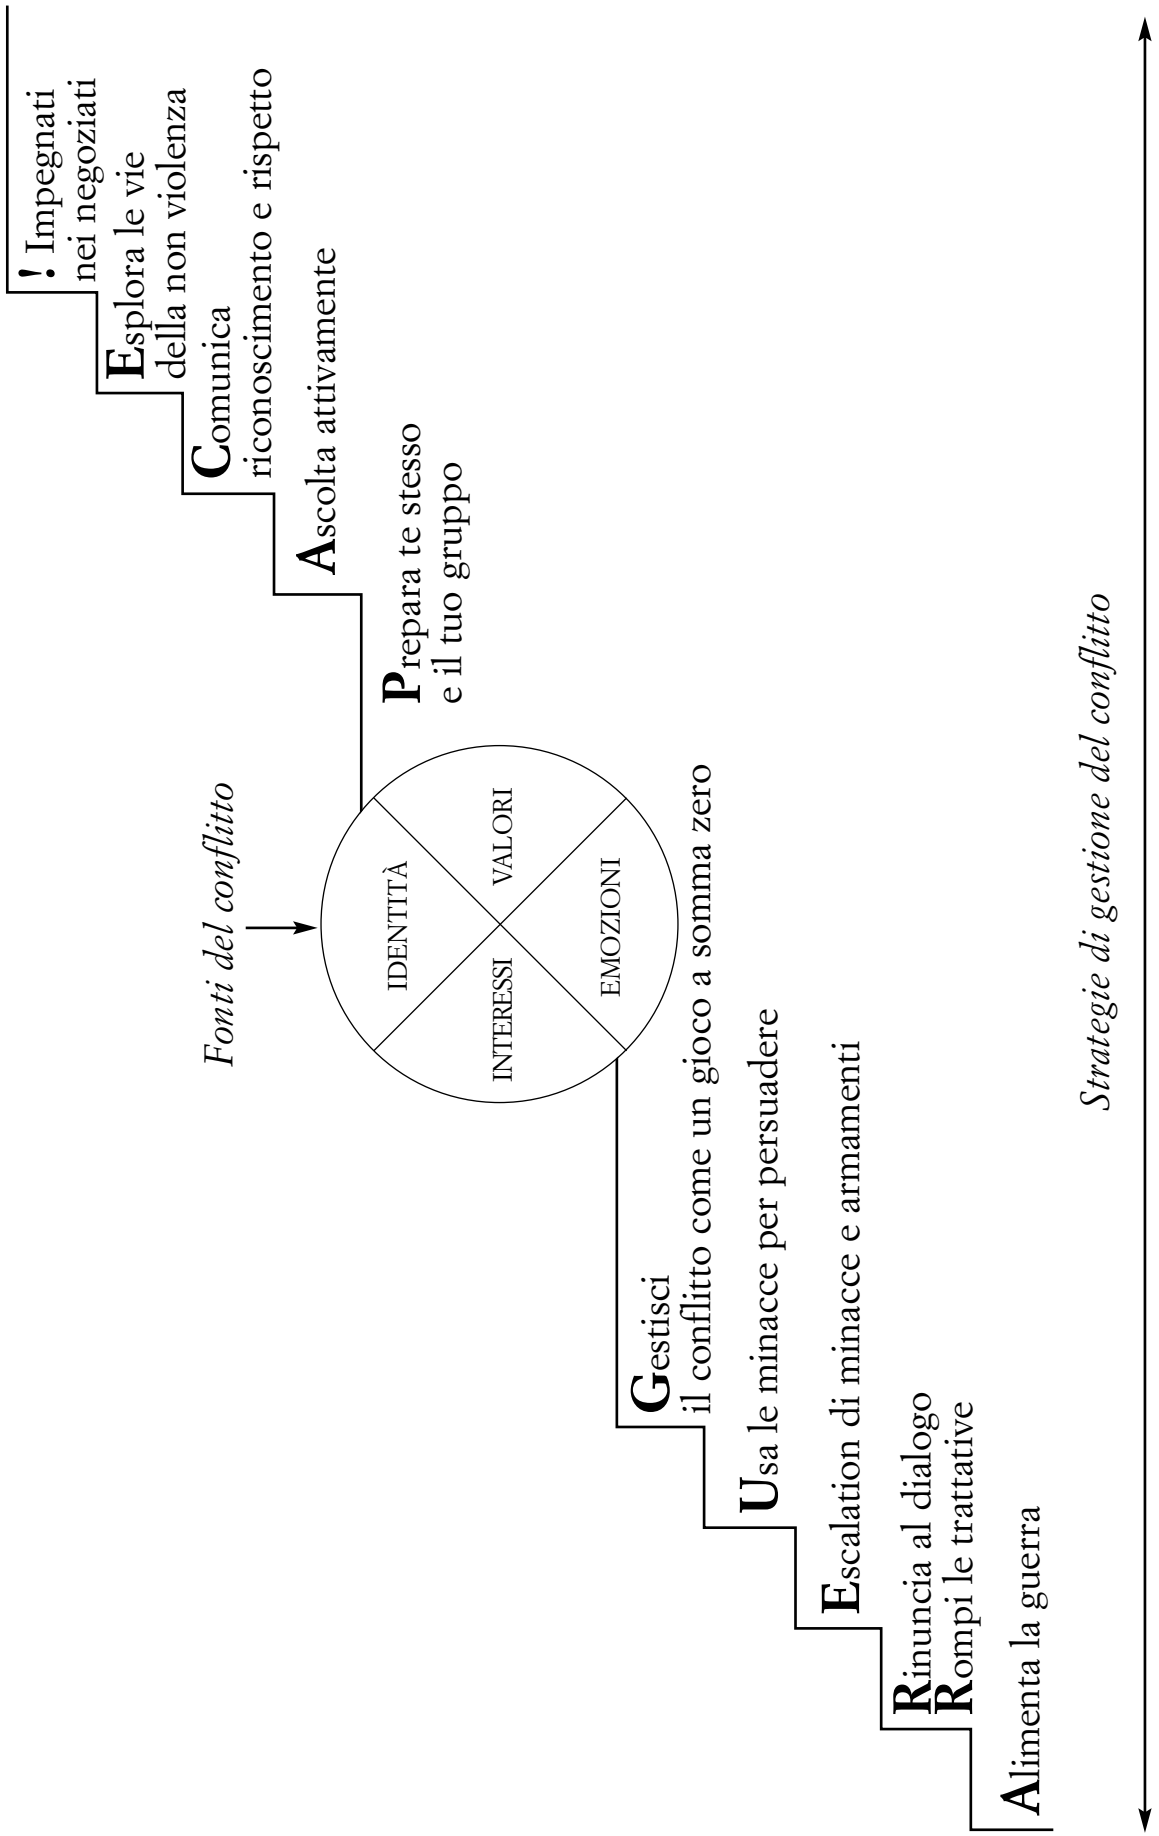 ! Impegnati
nei negoziati
Esplora le vie
della non violenza
Comunica
riconoscimento e rispetto
Ascolta attivamente
Prepara te stesso
e il tuo gruppo
Fonti del conflitto
IDENTITÀ
VALORI
INTERESSI
EMOZIONI
Gestisci
il conflitto come un gioco a somma zero
Usa le minacce per persuadere
Escalation di minacce e armamenti
Rinuncia al dialogo
Rompi le trattative
Alimenta la guerra
Strategie di gestione del conflitto